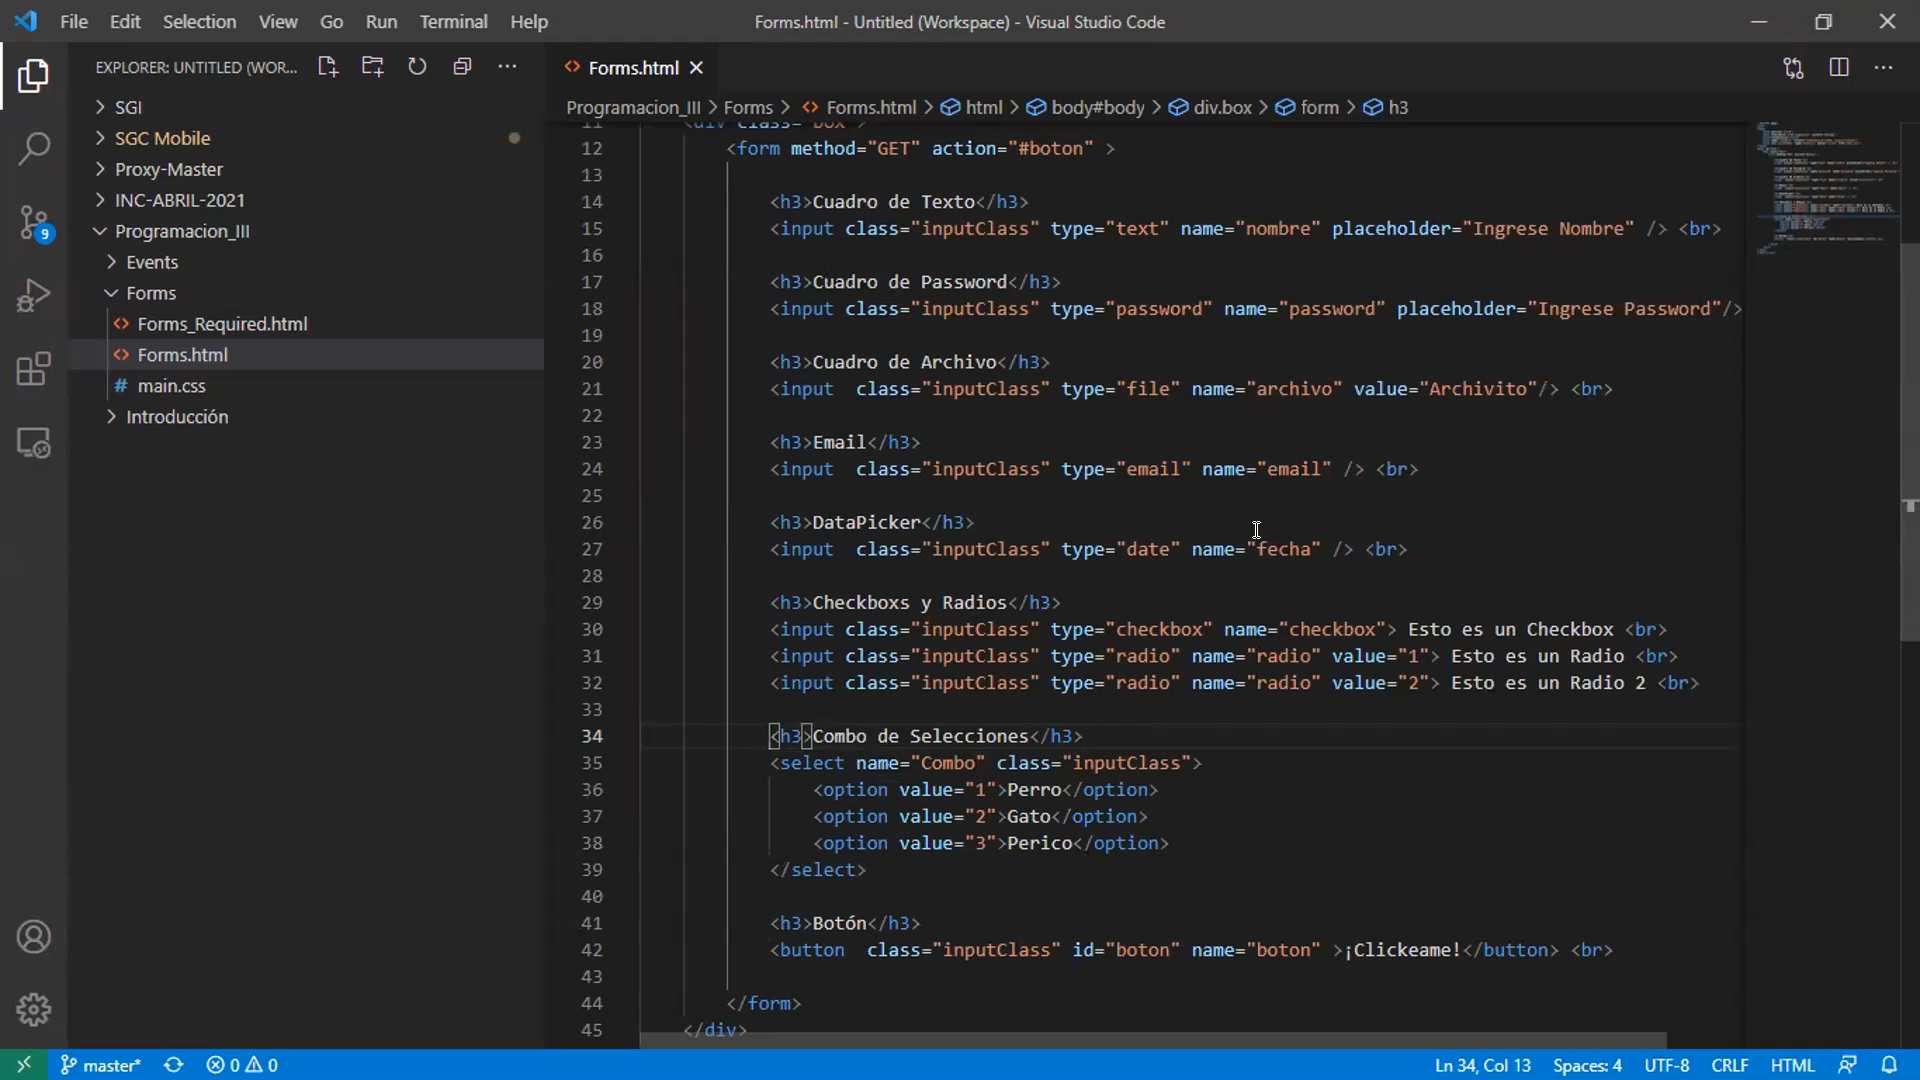 File Edit Selection View Go Run Terminal Help
Forms.html - Untitled (Workspace) - Visual Studio Code
EXPLORER: UNTITLED (WOR...
SGI
SGC Mobile
Proxy-Master
INC-ABRIL-2021
Programacion_III
Events
Forms
Forms_Required.html
Forms.html
# main.css
Introducción
9
Forms.html
Programacion_III > Forms > Forms.html > html > body#body > div.box > form > h3
11 <div class="box">
12 <form method="GET" action="#boton" >
13
14 <h3>Cuadro de Texto</h3>
15 <input class="inputClass" type="text" name="nombre" placeholder="Ingrese Nombre" /> <br>
16
17 <h3>Cuadro de Password</h3>
18 <input class="inputClass" type="password" name="password" placeholder="Ingrese Password"/>
19
20 <h3>Cuadro de Archivo</h3>
21 <input  class="inputClass" type="file" name="archivo" value="Archivito"/> <br>
22
23 <h3>Email</h3>
24 <input  class="inputClass" type="email" name="email" /> <br>
25
26 <h3>DataPicker</h3>
27 <input  class="inputClass" type="date" name="fecha" /> <br>
28
29 <h3>Checkboxs y Radios</h3>
30 <input class="inputClass" type="checkbox" name="checkbox"> Esto es un Checkbox <br>
31 <input class="inputClass" type="radio" name="radio" value="1"> Esto es un Radio <br>
32 <input class="inputClass" type="radio" name="radio" value="2"> Esto es un Radio 2 <br>
33
34 <h3>Combo de Selecciones</h3>
35 <select name="Combo" class="inputClass">
36 <option value="1">Perro</option>
37 <option value="2">Gato</option>
38 <option value="3">Perico</option>
39 </select>
40
41 <h3>Botón</h3>
42 <button  class="inputClass" id="boton" name="boton" >¡Clickeame!</button> <br>
43
44 </form>
45 </div>
master* 0 0 Ln 34, Col 13 Spaces: 4 UTF-8 CRLF HTML